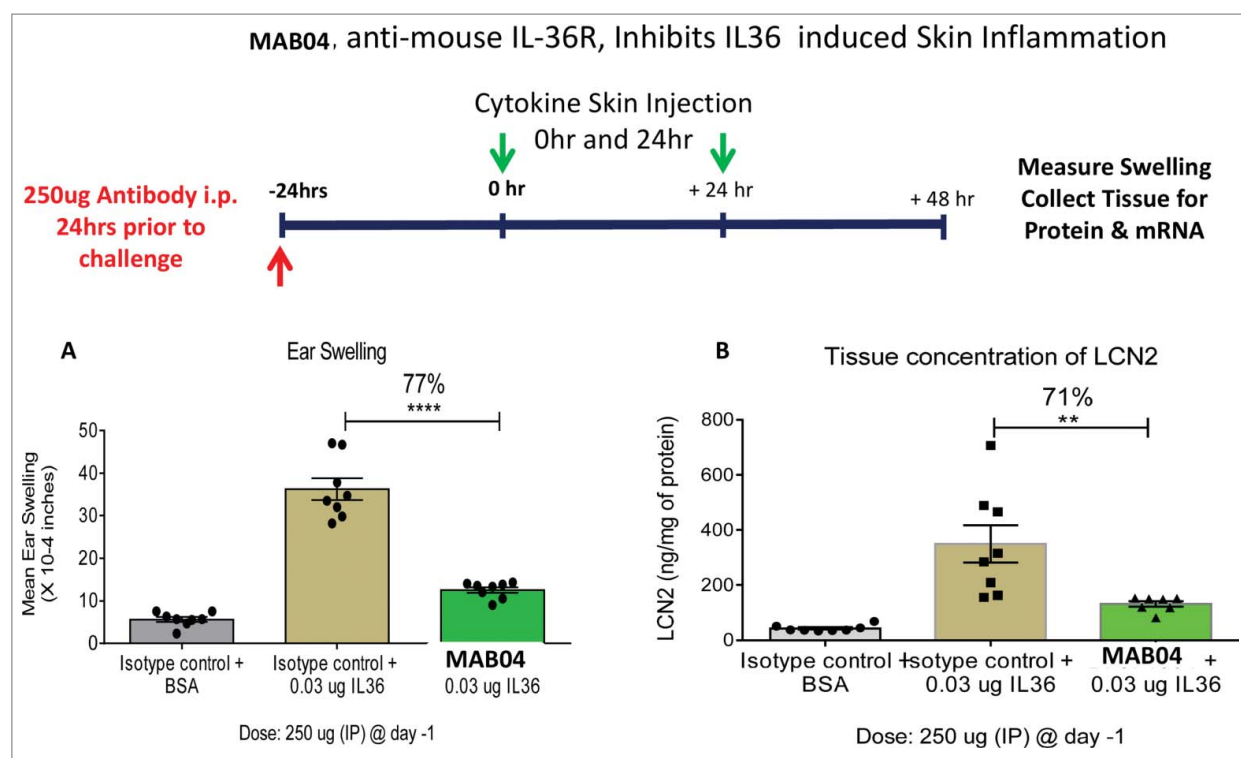 MAB04, anti-mouse IL-36R, Inhibits IL36 induced Skin Inflammation
Cytokine Skin Injection
0hr and 24hr
250ug Antibody i.p.
24hrs prior to
challenge
-24hrs
0 hr
+ 24 hr
+ 48 hr
Measure Swelling
Collect Tissue for
Protein & mRNA
A
Ear Swelling
77%
****
Mean Ear Swelling
(X 10-4 inches)
50
40
30
20
10
0
Isotype control +
BSA
Isotype control +
0.03 ug IL36
MAB04
0.03 ug IL36
Dose: 250 ug (IP) @ day -1
B
Tissue concentration of LCN2
71%
**
LCN2 (ng/mg of protein)
800
600
400
200
0
Isotype control +
BSA
Isotype control +
0.03 ug IL36
MAB04 +
0.03 ug IL36
Dose: 250 ug (IP) @ day -1